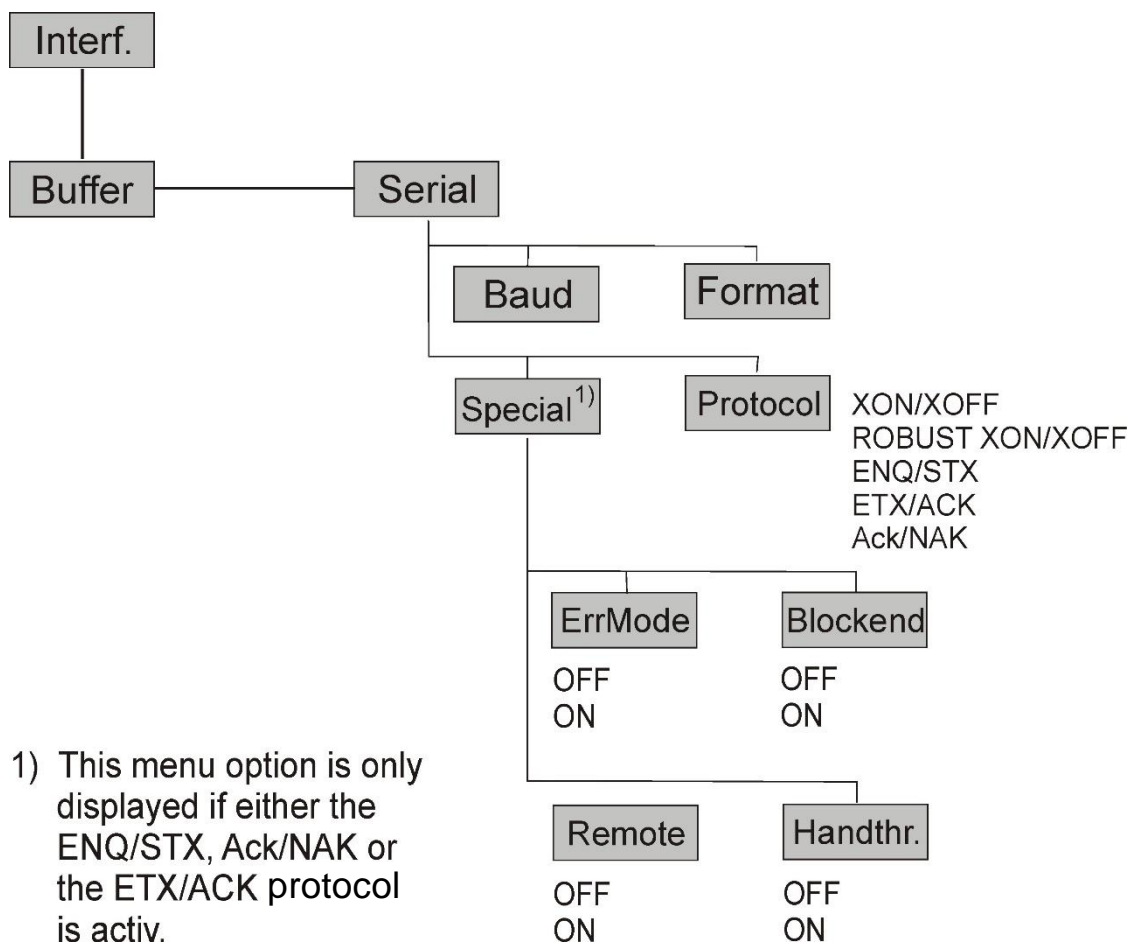 Interf.
Buffer
Serial
Baud
Format
Special 1)
Protocol
XON/XOFF
ROBUST XON/XOFF
ENQ/STX
ETX/ACK
Ack/NAK
ErrMode
Blockend
OFF
ON
OFF
ON
1) This menu option is only
displayed if either the
ENQ/STX, Ack/NAK or
the ETX/ACK protocol
is activ.
Remote
Handthr.
OFF
ON
OFF
ON